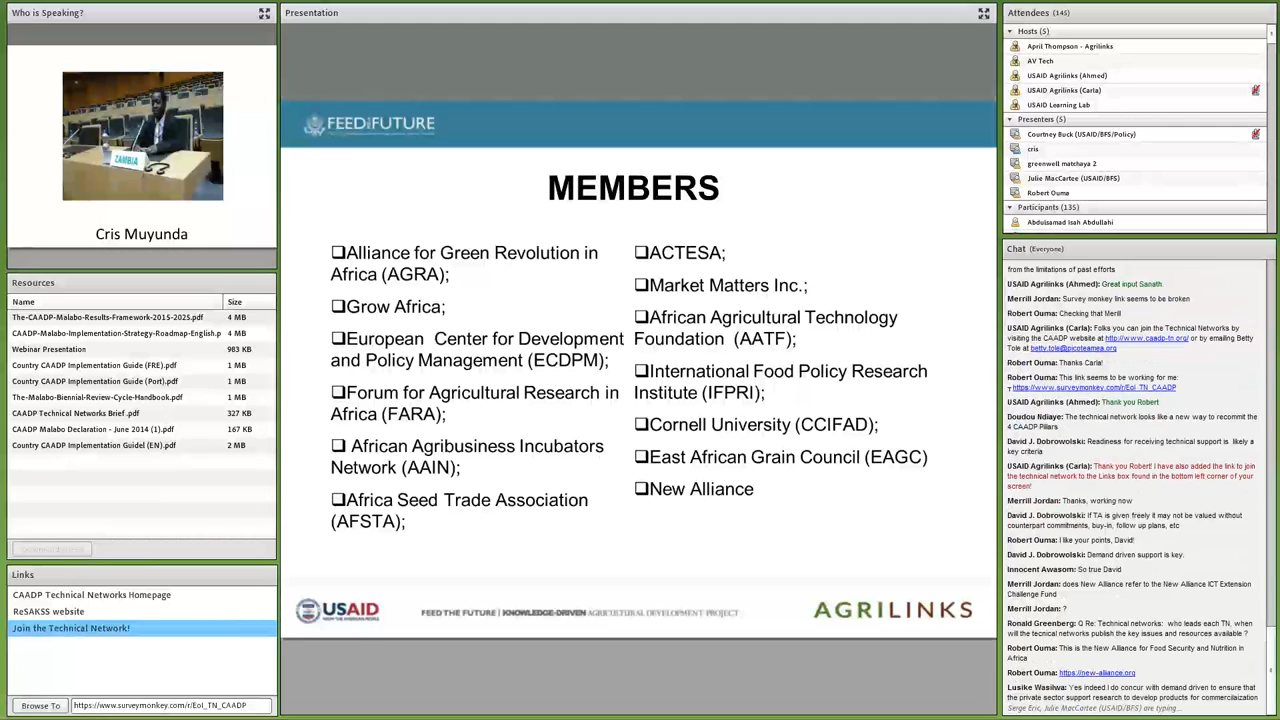 Who is Speaking?
ZAMBIA
Cris Muyunda
Resources
Name Size
The-CAADP-Malabo-Results-Framework-2015-2025.pdf 4 MB
CAADP-Malabo-Implementation-Strategy-Roadmap-English.p 4 MB
Webinar Presentation 983 KB
Country CAADP Implementation Guide (FRE).pdf 1 MB
Country CAADP Implementation Guide (Port).pdf 1 MB
The-Malabo-Biennial-Review-Cycle-Handbook.pdf 1 MB
CAADP Technical Networks Brief .pdf 327 KB
CAADP Malabo Declaration - June 2014 (1).pdf 167 KB
Country CAADP Implementation Guidel (EN).pdf 2 MB
Links
CAADP Technical Networks Homepage
ReSAKSS website
Join the Technical Network!
Browse To https://www.surveymonkey.com/r/EoI_TN_CAADP
Presentation
FEED THE FUTURE
MEMBERS
Alliance for Green Revolution in
Africa (AGRA);
Grow Africa;
European Center for Development
and Policy Management (ECDPM);
Forum for Agricultural Research in
Africa (FARA);
African Agribusiness Incubators
Network (AAIN);
Africa Seed Trade Association
(AFSTA);
ACTESA;
Market Matters Inc.;
African Agricultural Technology
Foundation (AATF);
International Food Policy Research
Institute (IFPRI);
Cornell University (CCIFAD);
East African Grain Council (EAGC)
New Alliance
USAID
FROM THE AMERICAN PEOPLE
FEED THE FUTURE | KNOWLEDGE-DRIVEN AGRICULTURAL DEVELOPMENT PROJECT
AGRILINKS
Attendees (145)
Hosts (5)
April Thompson - Agrilinks
AV Tech
USAID Agrilinks (Ahmed)
USAID Agrilinks (Carla)
USAID Learning Lab
Presenters (5)
Courtney Buck (USAID/BFS/Policy)
cris
greenwell matchaya 2
Julie MacCartee (USAID/BFS)
Robert Ouma
Participants (135)
Abdulsamad Isah Abdullahi
Chat (Everyone)
from the limitations of past efforts
USAID Agrilinks (Ahmed): Great input Sanath
Merrill Jordan: Survey monkey link seems to be broken
Robert Ouma: Checking that Merill
USAID Agrilinks (Carla): Folks you can join the Technical Networks by
visiting the CAADP website at http://www.caadp-tn.org/ or by emailing Betty
Tole at betty.tole@picoteamea.org
Robert Ouma: Thanks Carla!
Robert Ouma: This link seems to be working for me:
https://www.surveymonkey.com/r/EoI_TN_CAADP
USAID Agrilinks (Ahmed): Thank you Robert
Doudou Ndiaye: The technical network looks like a new way to recommit the
4 CAADP Pillars
David J. Dobrowolski: Readiness for receiving technical support is likely a
key criteria
USAID Agrilinks (Carla): Thank you Robert! I have also added the link to join
the technical network to the Links box found in the bottom left corner of your
screen!
Merrill Jordan: Thanks, working now
David J. Dobrowolski: If TA is given freely it may not be valued without
counterpart commitments, buy-in, follow up plans, etc
Robert Ouma: I like your points, David!
David J. Dobrowolski: Demand driven support is key.
Innocent Awasom: So true David
Merrill Jordan: does New Alliance refer to the New Alliance ICT Extension
Challenge Fund
Merrill Jordan: ?
Ronald Greenberg: Q Re: Technical networks: who leads each TN, when
will the tecnical networks publish the key issues and resources available ?
Robert Ouma: This is the New Alliance for Food Security and Nutrition in
Africa
Robert Ouma: https://new-alliance.org
Lusike Wasilwa: Yes indeed I do concur with demand driven to ensure that
the private sector support research to develop products for commercilaization
Serge Eric, Julie MacCartee (USAID/BFS) are typing...